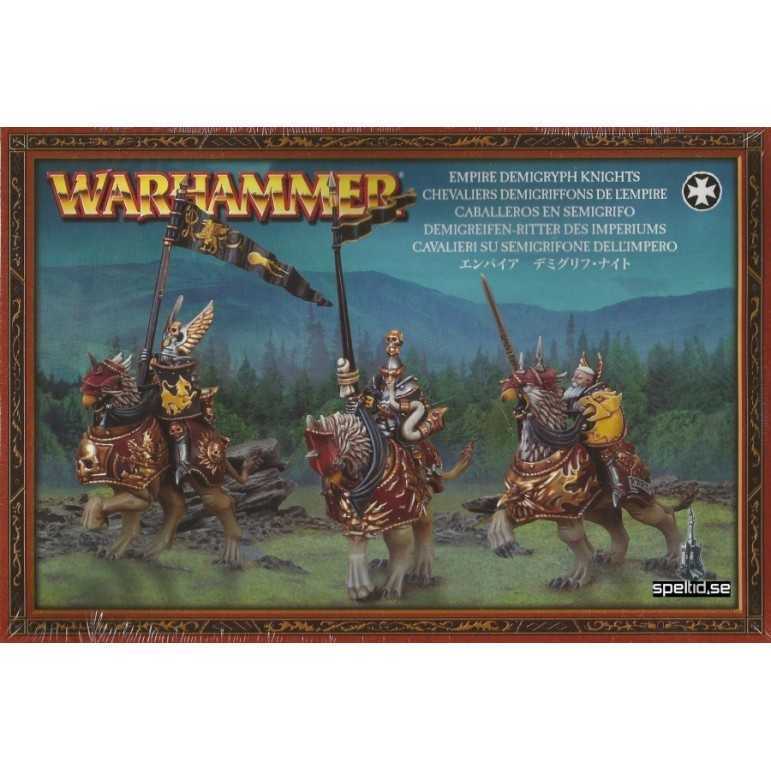 WARHAMMER
EMPIRE DEMIGRYPH KNIGHTS
CHEVALIERS DEMIGRIFFONS DE L'EMPIRE
CABALLEROS EN SEMIGRIFO
DEMIGREIFEN-RITTER DES IMPERIUMS
CAVALIERI SU SEMIGRIFONE DELL'IMPERO
エンパイア デミグリフ・ナイト
speltid.se